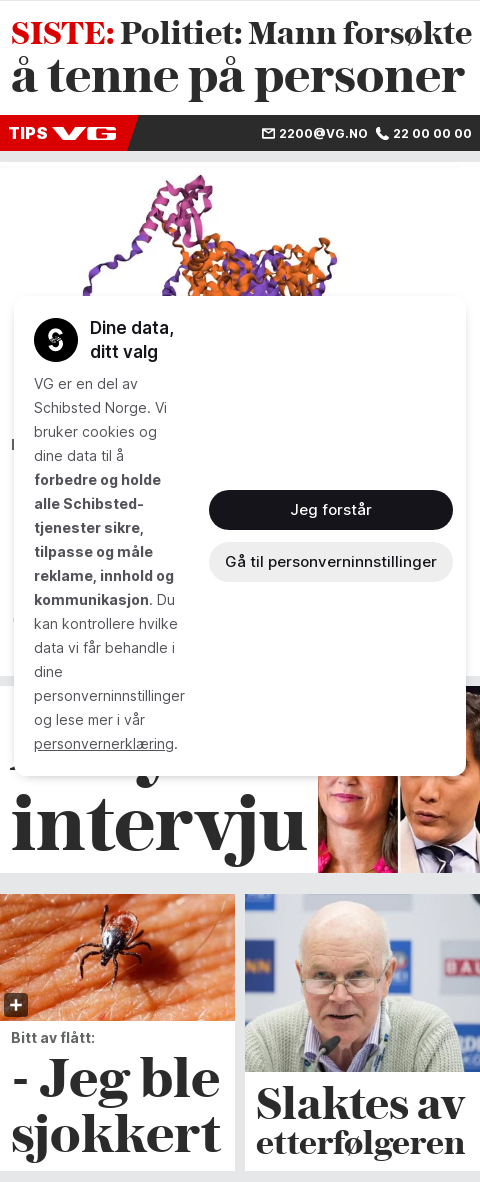 SISTE: Politiet: Mann forsøkte
å tenne på personer
TIPS VG
2200@VG.NO 22 00 00 00
Dine data,
ditt valg
VG er en del av
Schibsted Norge. Vi
bruker cookies og
dine data til å
forbedre og holde
alle Schibsted-
tjenester sikre,
tilpasse og måle
reklame, innhold og
kommunikasjon. Du
kan kontrollere hvilke
data vi får behandle i
dine
personverninnstillinger
og lese mer i vår
personvernerklæring.
Jeg forstår
Gå til personverninnstillinger
intervju
Bitt av flått:
- Jeg ble
sjokkert
Slaktes av
etterfølgeren